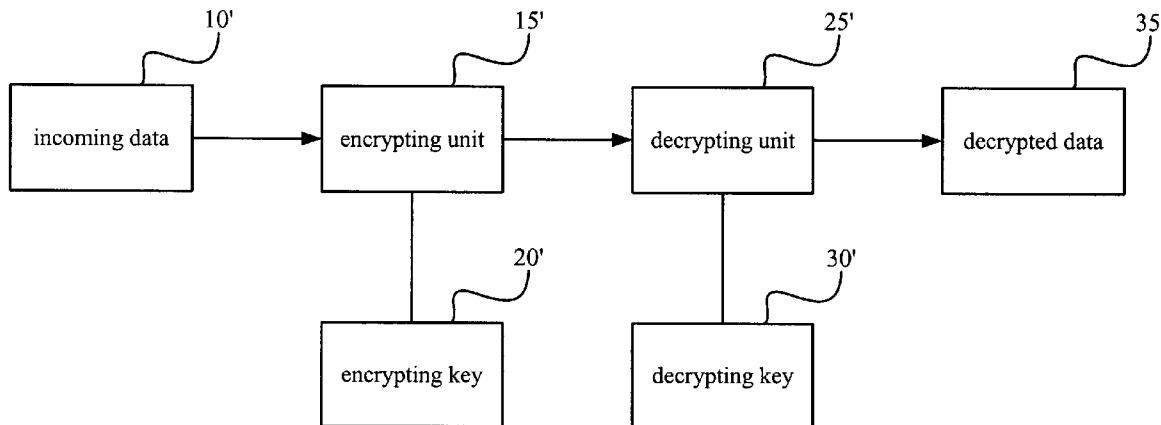 10'
15'
25'
35
incoming data
encrypting unit
decrypting unit
decrypted data
20'
30'
encrypting key
decrypting key